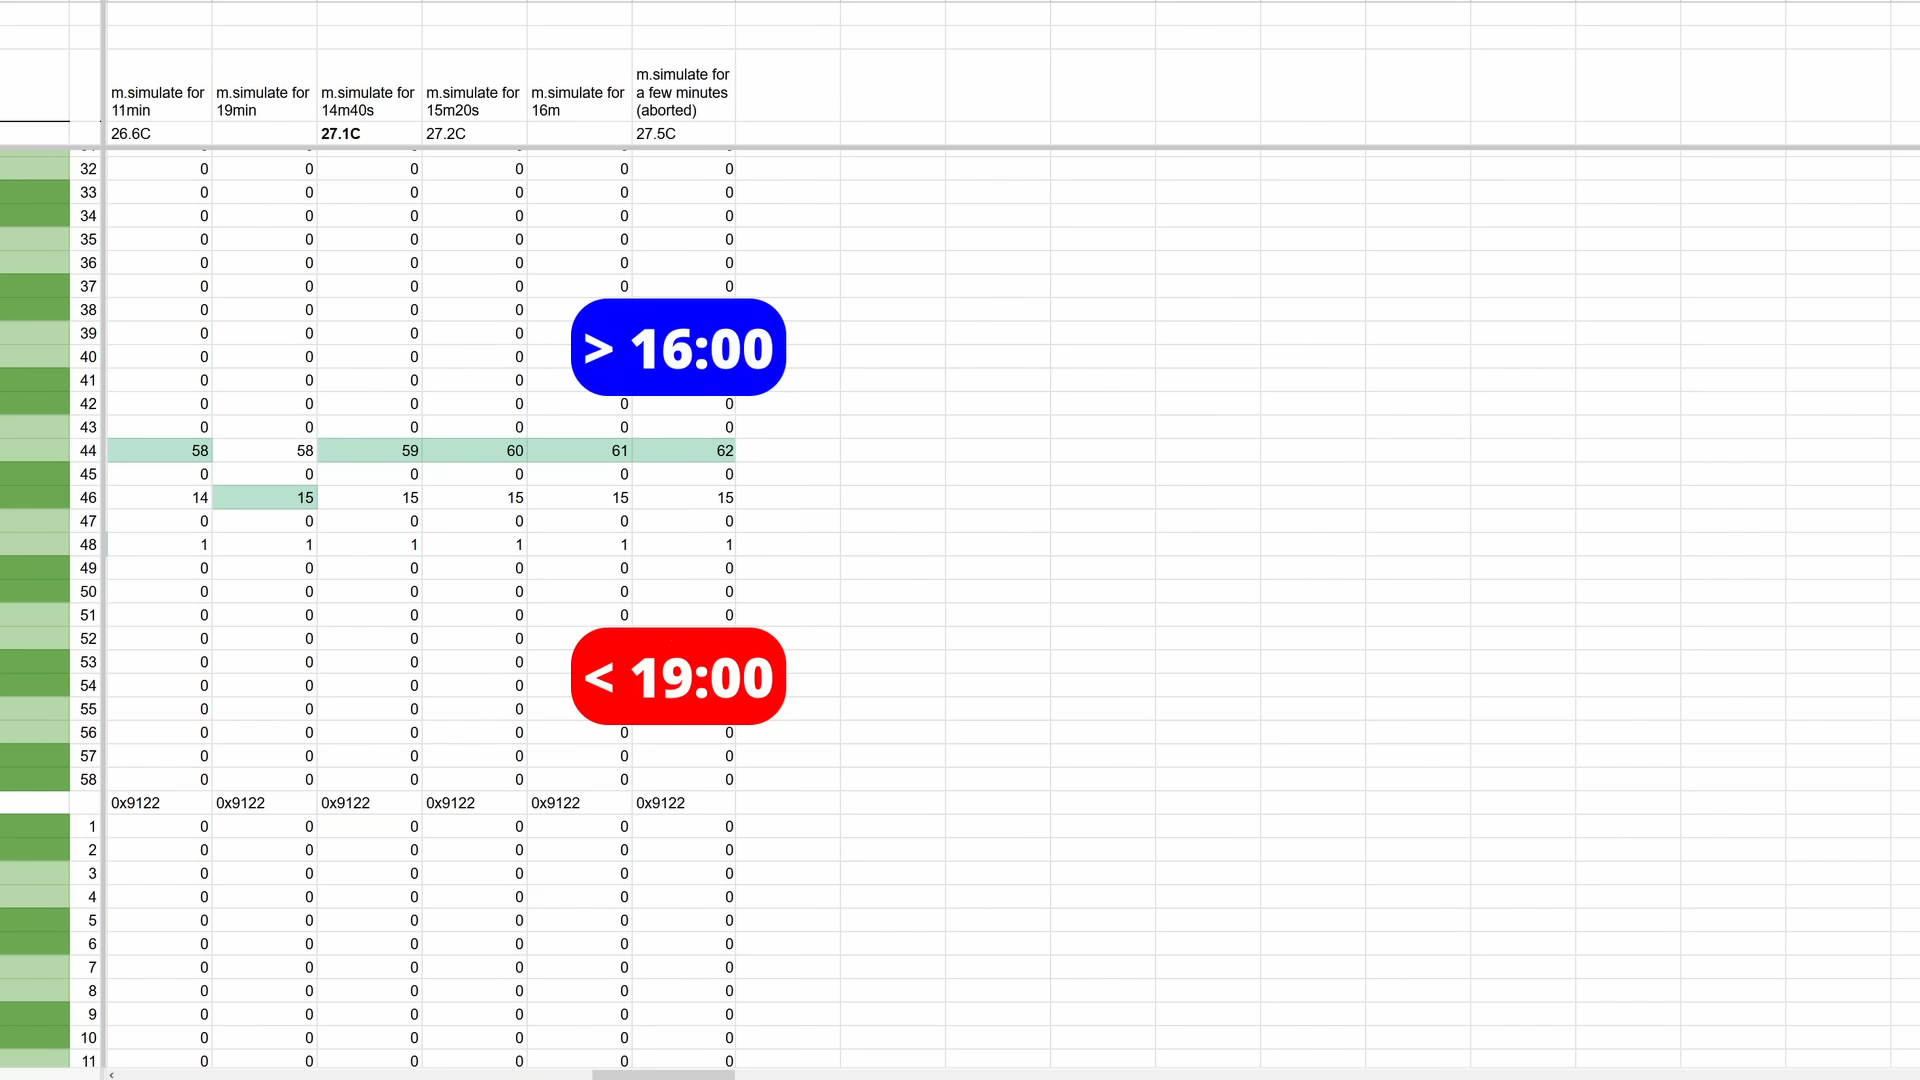 m.simulate for 11min m.simulate for 19min m.simulate for 14m40s m.simulate for 15m20s m.simulate for 16m m.simulate for a few minutes (aborted)
26.6C 27.1C 27.2C 27.5C
32 0 0 0 0 0 0
33 0 0 0 0 0 0
34 0 0 0 0 0 0
35 0 0 0 0 0 0
36 0 0 0 0 0 0
37 0 0 0 0 0 0
38 0 0 0 0
39 0 0 0 0
> 16:00
40 0 0 0 0
41 0 0 0 0
42 0 0 0 0 0 0
43 0 0 0 0 0 0
44 58 58 59 60 61 62
45 0 0 0 0 0 0
46 14 15 15 15 15 15
47 0 0 0 0 0 0
48 1 1 1 1 1 1
49 0 0 0 0 0 0
50 0 0 0 0 0 0
51 0 0 0 0 0 0
52 0 0 0 0
53 0 0 0 0
< 19:00
54 0 0 0 0
55 0 0 0 0
56 0 0 0 0 0 0
57 0 0 0 0 0 0
58 0 0 0 0 0 0
0x9122 0x9122 0x9122 0x9122 0x9122 0x9122
1 0 0 0 0 0 0
2 0 0 0 0 0 0
3 0 0 0 0 0 0
4 0 0 0 0 0 0
5 0 0 0 0 0 0
6 0 0 0 0 0 0
7 0 0 0 0 0 0
8 0 0 0 0 0 0
9 0 0 0 0 0 0
10 0 0 0 0 0 0
11 0 0 0 0 0 0